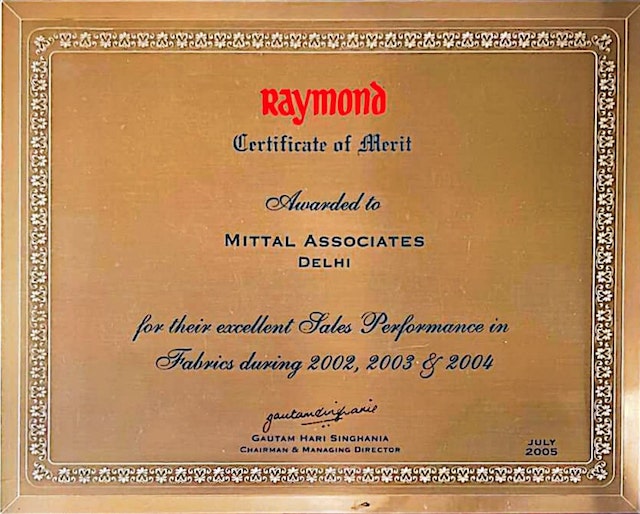 Raymond
Certificate of Merit
Awarded to
MITTAL ASSOCIATES
DELHI
for their excellent Sales Performance in
Fabrics during 2002, 2003 & 2004
gautamsinghania
GAUTAM HARI SINGHANIA
CHAIRMAN & MANAGING DIRECTOR
JULY
2005